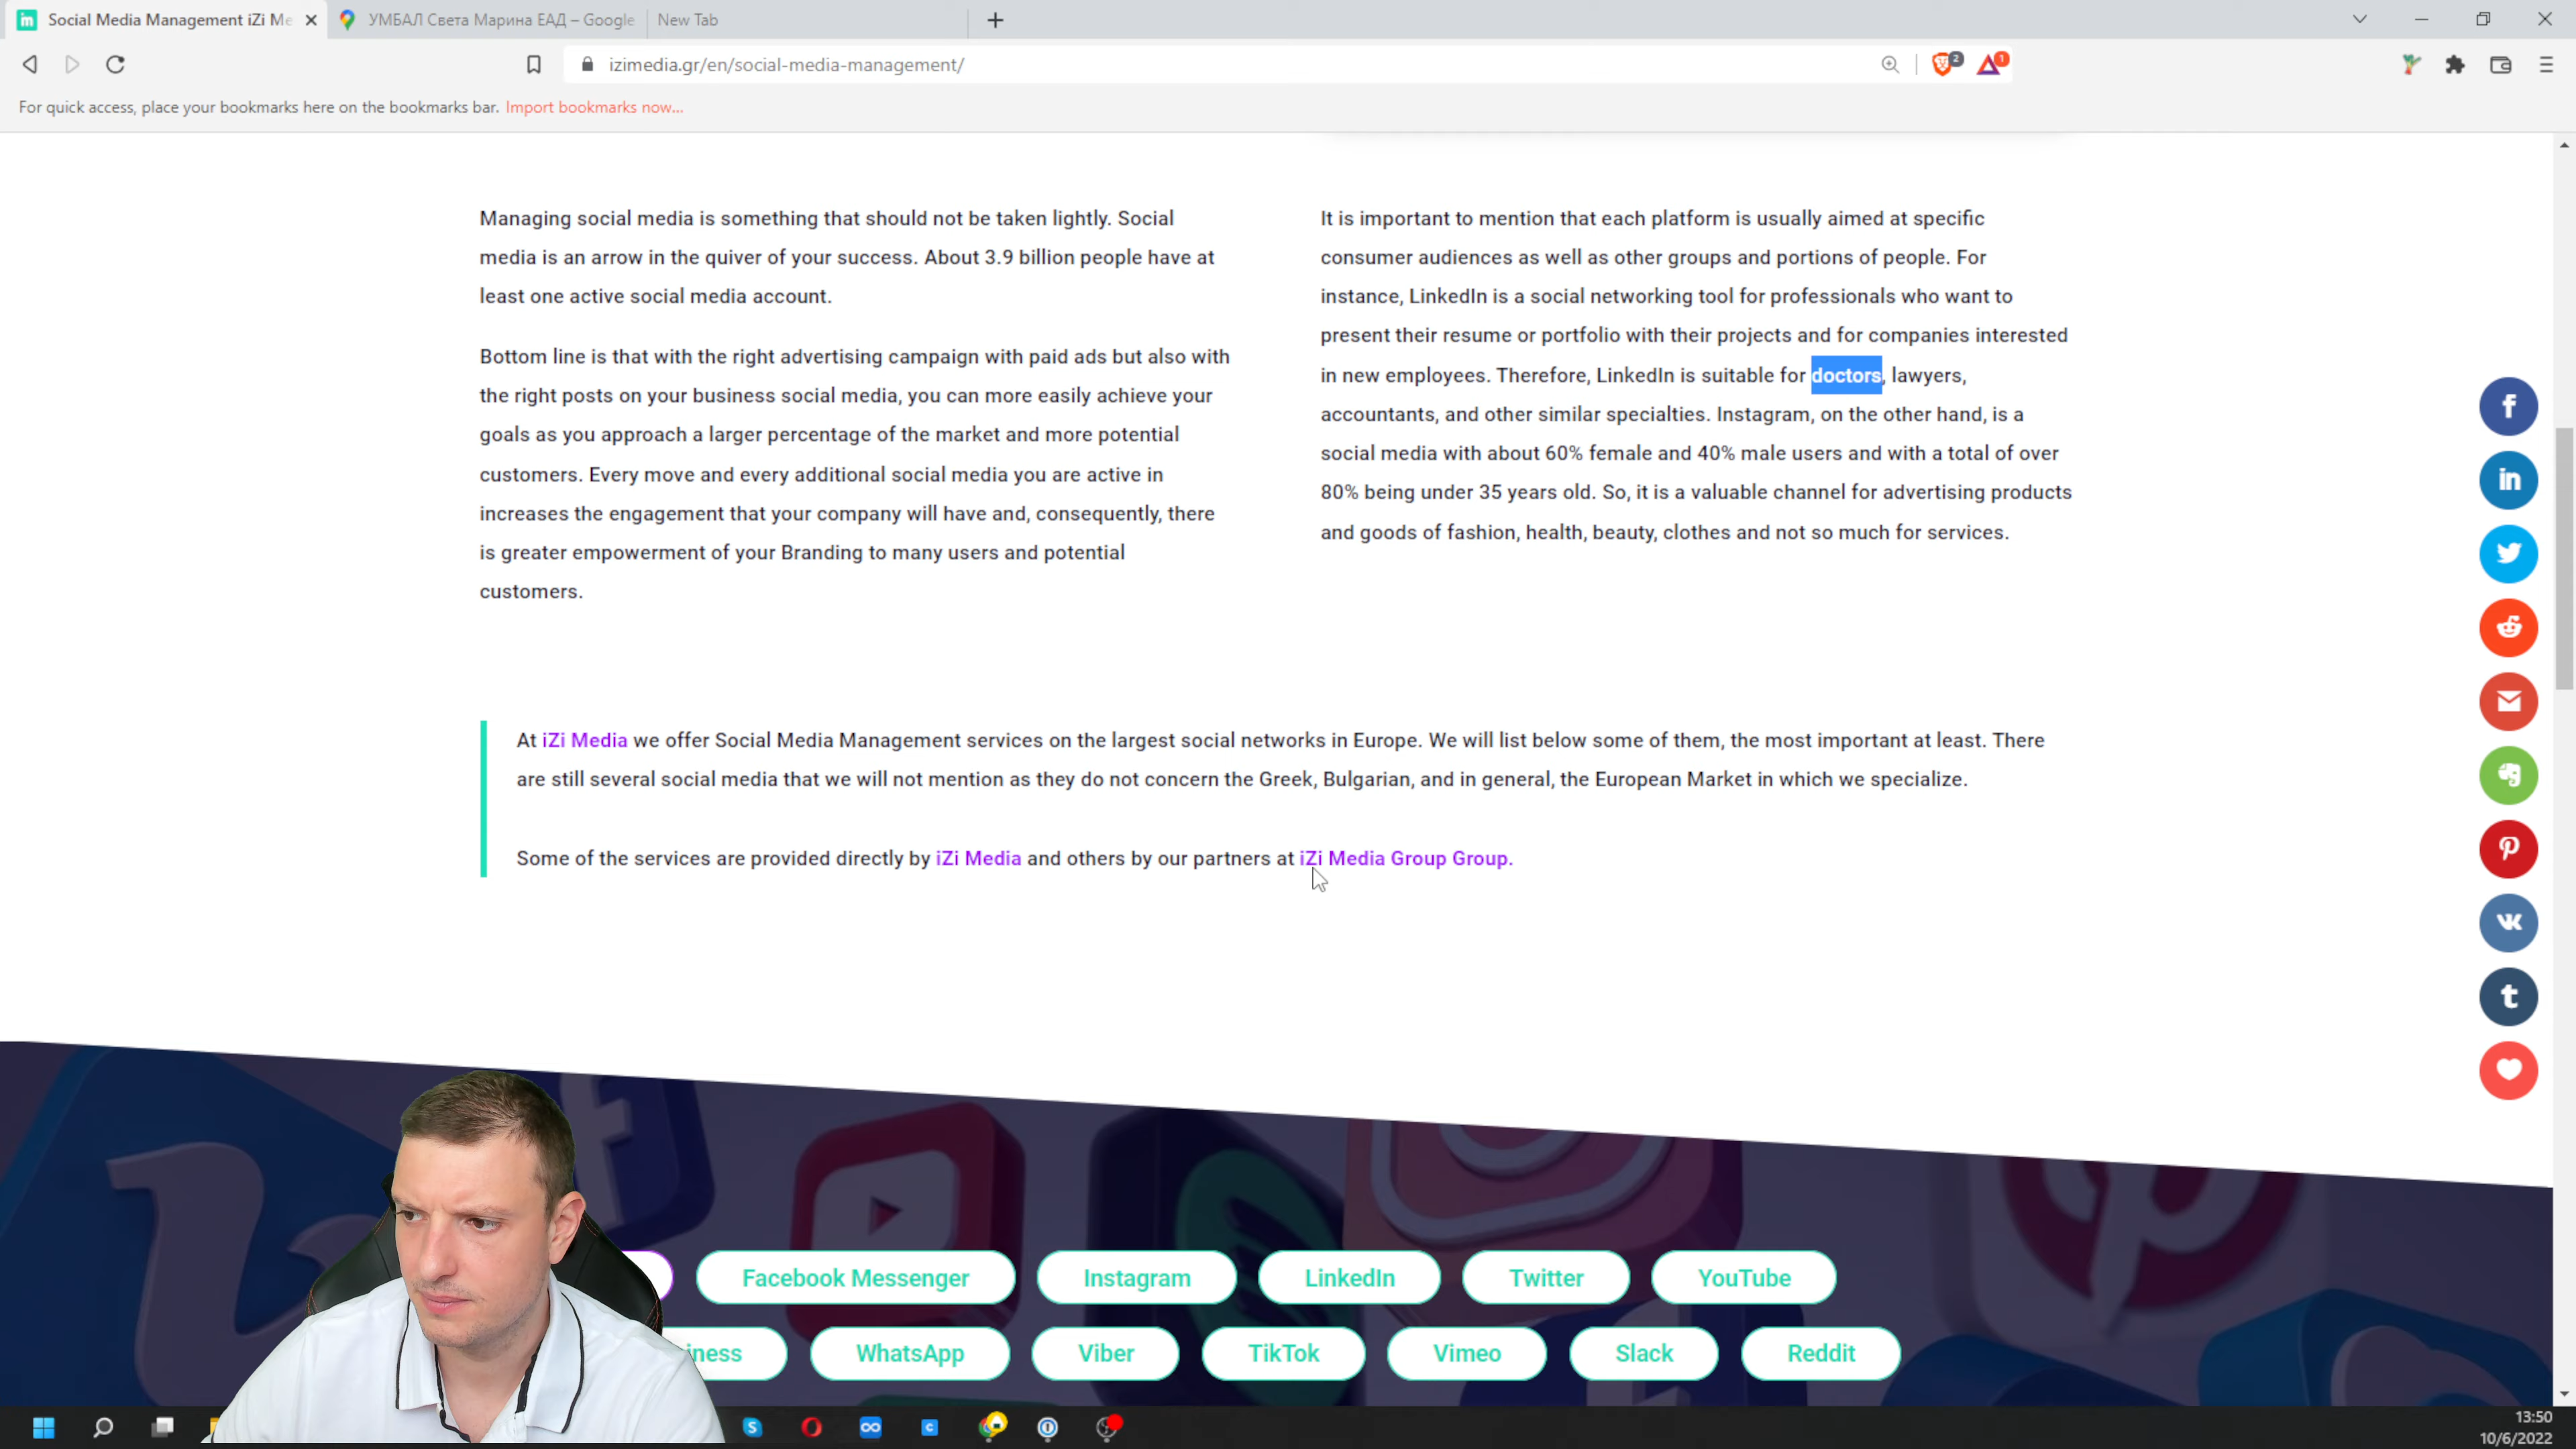 Social Media Management iZi Me
УМБАЛ Света Марина ЕАД – Google
New Tab
izimedia.gr/en/social-media-management/
2
1
For quick access, place your bookmarks here on the bookmarks bar. Import bookmarks now...
Managing social media is something that should not be taken lightly. Social
media is an arrow in the quiver of your success. About 3.9 billion people have at
least one active social media account.
Bottom line is that with the right advertising campaign with paid ads but also with
the right posts on your business social media, you can more easily achieve your
goals as you approach a larger percentage of the market and more potential
customers. Every move and every additional social media you are active in
increases the engagement that your company will have and, consequently, there
is greater empowerment of your Branding to many users and potential
customers.
It is important to mention that each platform is usually aimed at specific
consumer audiences as well as other groups and portions of people. For
instance, LinkedIn is a social networking tool for professionals who want to
present their resume or portfolio with their projects and for companies interested
in new employees. Therefore, LinkedIn is suitable for doctors, lawyers,
accountants, and other similar specialties. Instagram, on the other hand, is a
social media with about 60% female and 40% male users and with a total of over
80% being under 35 years old. So, it is a valuable channel for advertising products
and goods of fashion, health, beauty, clothes and not so much for services.
At iZi Media we offer Social Media Management services on the largest social networks in Europe. We will list below some of them, the most important at least. There
are still several social media that we will not mention as they do not concern the Greek, Bulgarian, and in general, the European Market in which we specialize.
Some of the services are provided directly by iZi Media and others by our partners at iZi Media Group Group.
Facebook Messenger
Instagram
LinkedIn
Twitter
YouTube
iness
WhatsApp
Viber
TikTok
Vimeo
Slack
Reddit
13:50
10/6/2022